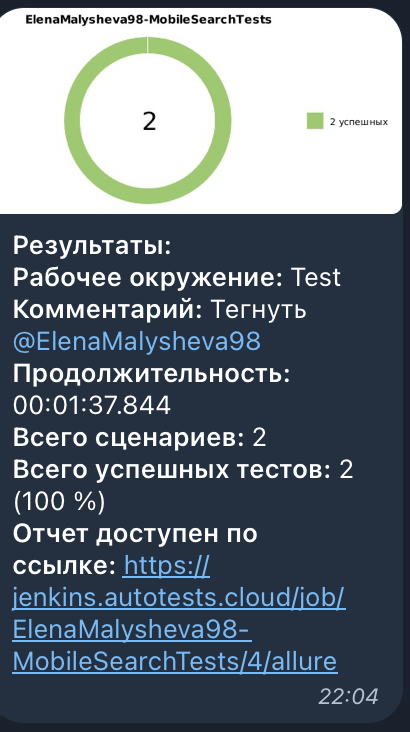 ElenaMalysheva98-MobileSearchTests
2
2 успешных
Результаты:
Рабочее окружение: Test
Комментарий: Тегнуть
@ElenaMalysheva98
Продолжительность:
00:01:37.844
Всего сценариев: 2
Всего успешных тестов: 2
(100 %)
Отчет доступен по
ссылке: https://
jenkins.autotests.cloud/job/
ElenaMalysheva98-
MobileSearchTests/4/allure
22:04